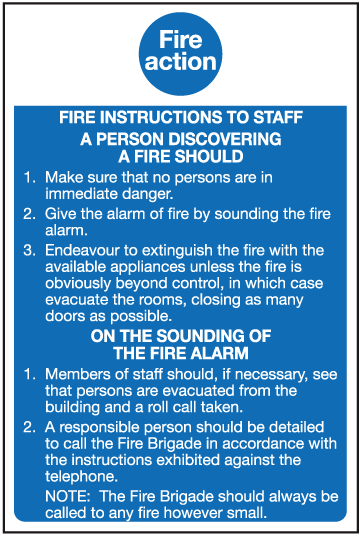 Fire
action
FIRE INSTRUCTIONS TO STAFF
A PERSON DISCOVERING
A FIRE SHOULD
1. Make sure that no persons are in
immediate danger.
2. Give the alarm of fire by sounding the fire
alarm.
3. Endeavour to extinguish the fire with the
available appliances unless the fire is
obviously beyond control, in which case
evacuate the rooms, closing as many
doors as possible.
ON THE SOUNDING OF
THE FIRE ALARM
1. Members of staff should, if necessary, see
that persons are evacuated from the
building and a roll call taken.
2. A responsible person should be detailed
to call the Fire Brigade in accordance with
the instructions exhibited against the
telephone.
NOTE: The Fire Brigade should always be
called to any fire however small.